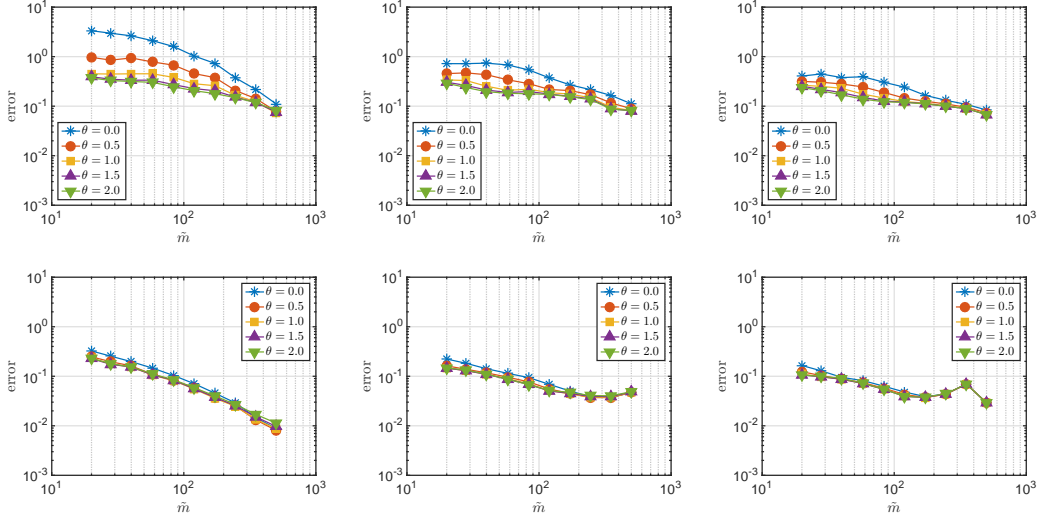 10^1
10^0
10^-1
10^-2
10^-3
error
θ = 0.0
θ = 0.5
θ = 1.0
θ = 1.5
θ = 2.0
10^1
10^2
10^3
m̃
10^1
10^0
10^-1
10^-2
10^-3
error
θ = 0.0
θ = 0.5
θ = 1.0
θ = 1.5
θ = 2.0
10^1
10^2
10^3
m̃
10^1
10^0
10^-1
10^-2
10^-3
error
θ = 0.0
θ = 0.5
θ = 1.0
θ = 1.5
θ = 2.0
10^1
10^2
10^3
m̃
10^1
10^0
10^-1
10^-2
10^-3
error
θ = 0.0
θ = 0.5
θ = 1.0
θ = 1.5
θ = 2.0
10^1
10^2
10^3
m̃
10^1
10^0
10^-1
10^-2
10^-3
error
θ = 0.0
θ = 0.5
θ = 1.0
θ = 1.5
θ = 2.0
10^1
10^2
10^3
m̃
10^1
10^0
10^-1
10^-2
10^-3
error
θ = 0.0
θ = 0.5
θ = 1.0
θ = 1.5
θ = 2.0
10^1
10^2
10^3
m̃